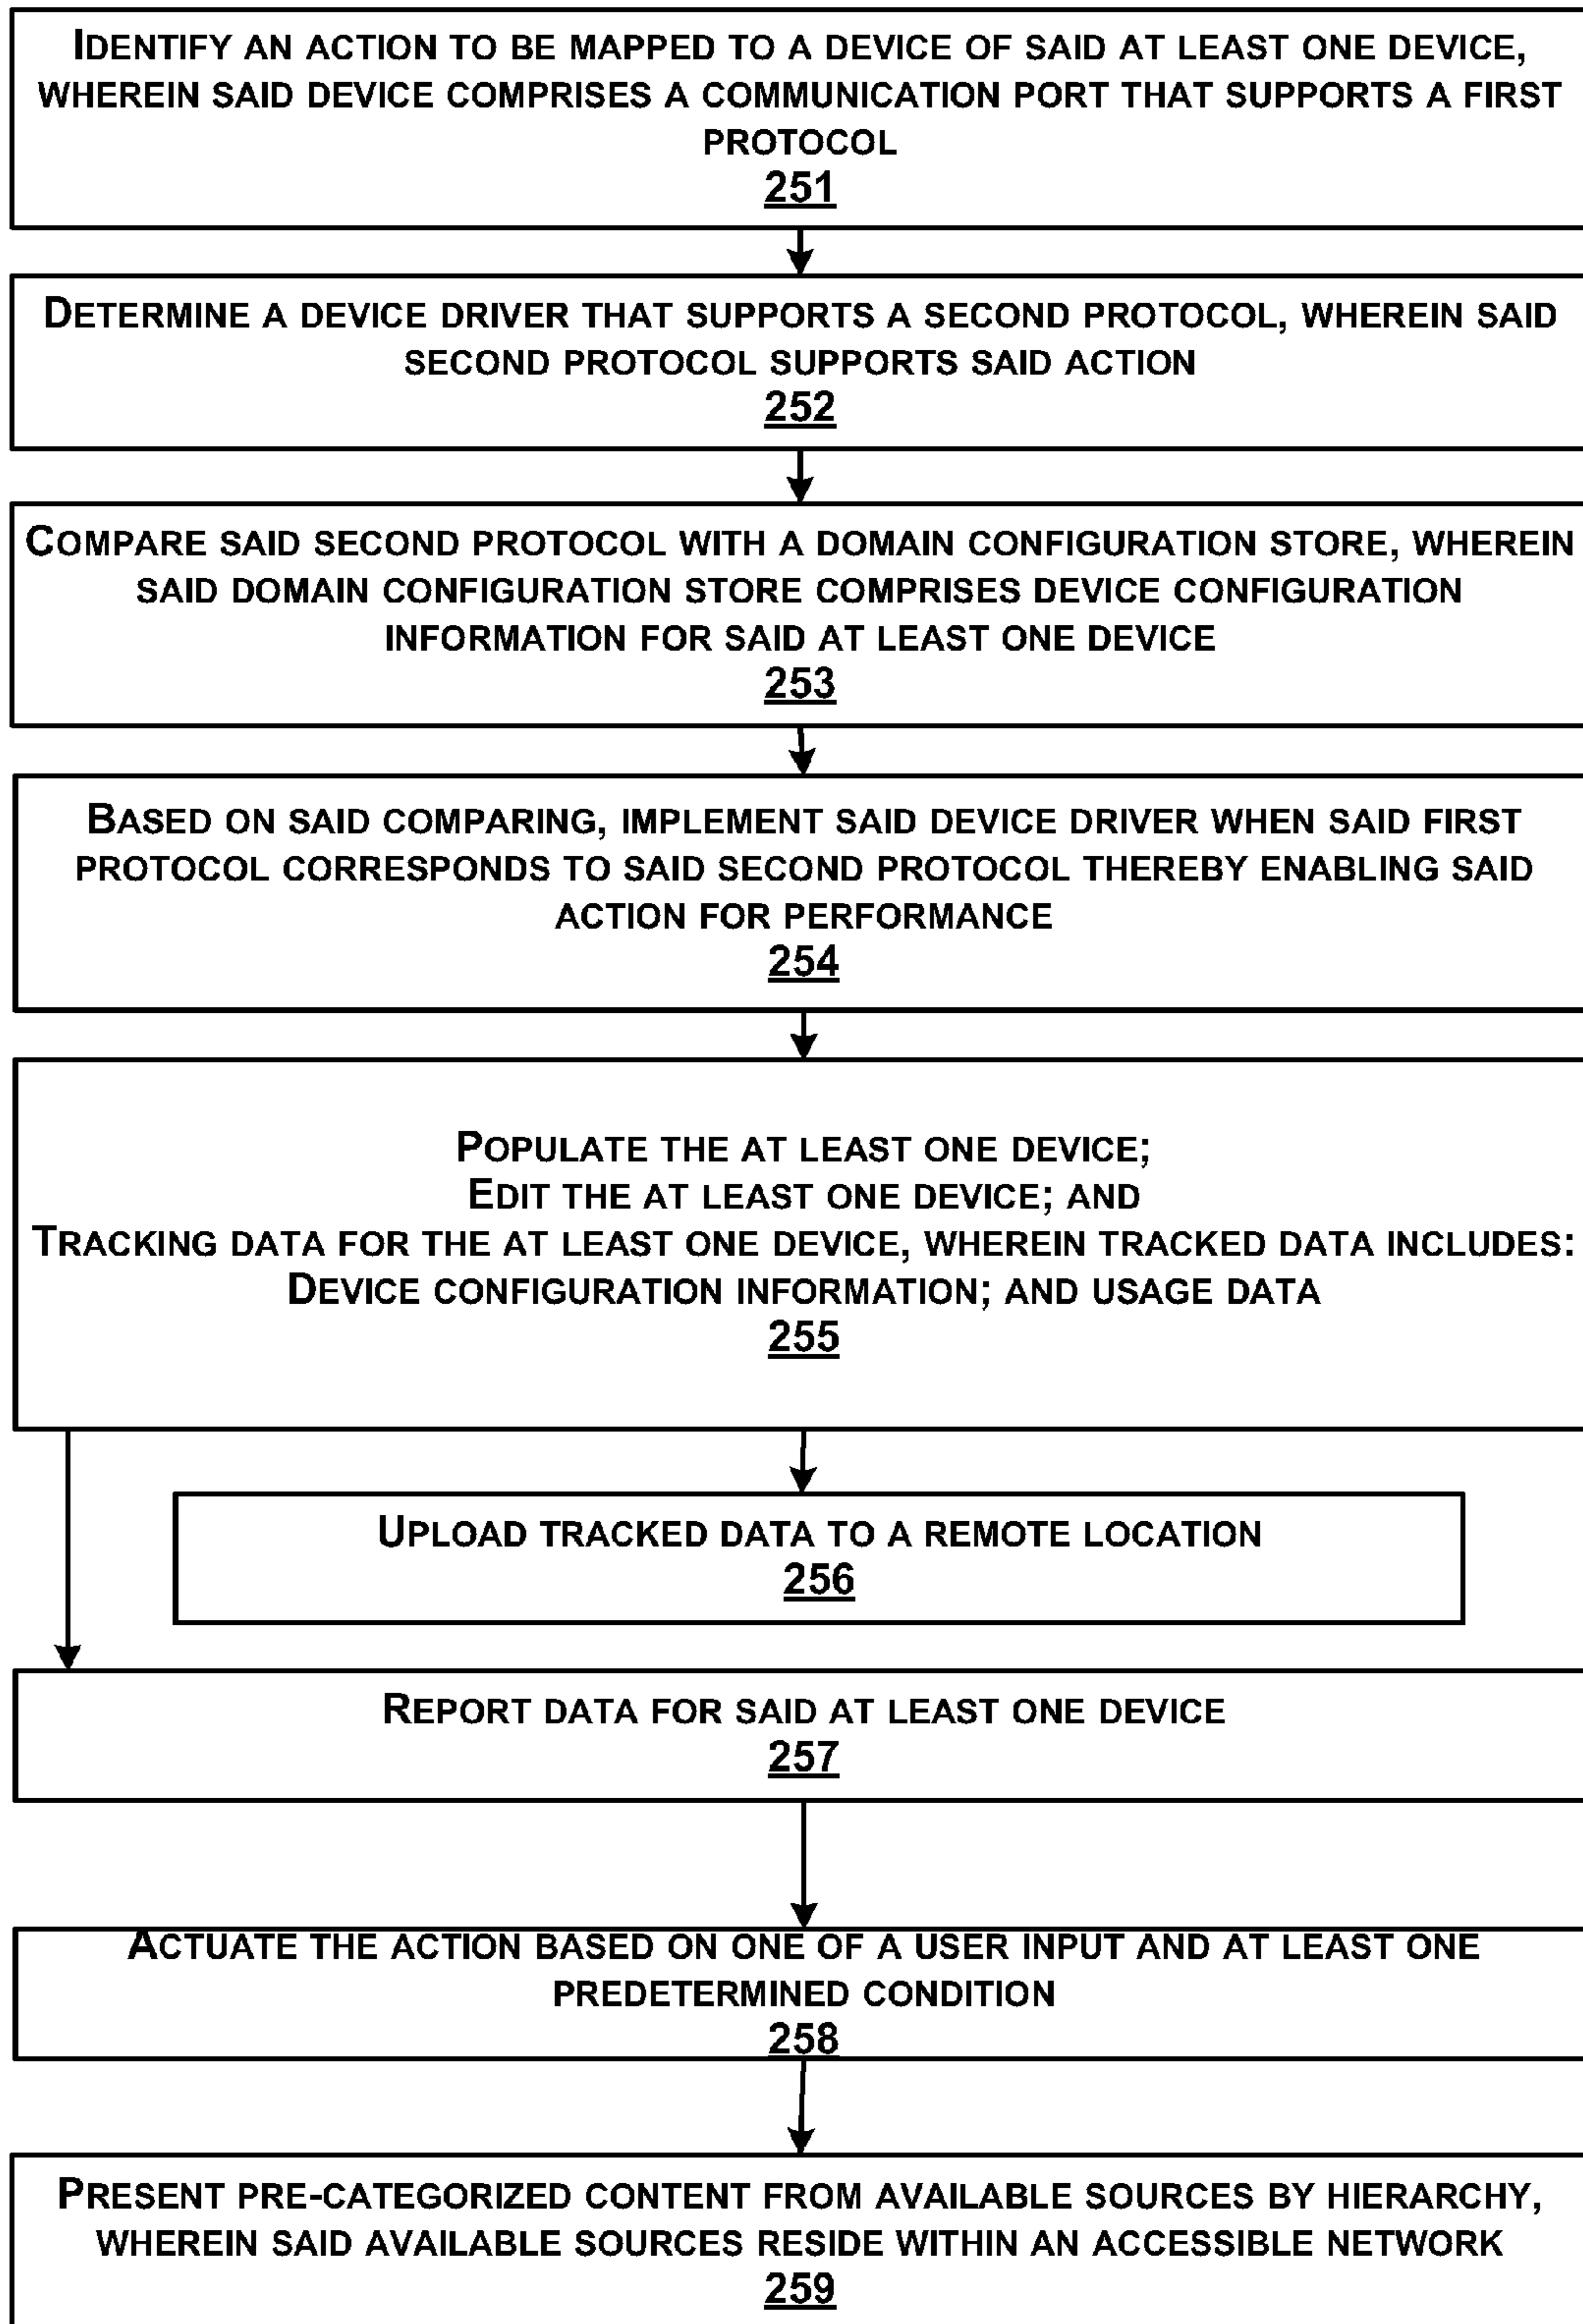 IDENTIFY AN ACTION TO BE MAPPED TO A DEVICE OF SAID AT LEAST ONE DEVICE,
WHEREIN SAID DEVICE COMPRISES A COMMUNICATION PORT THAT SUPPORTS A FIRST
PROTOCOL
251
DETERMINE A DEVICE DRIVER THAT SUPPORTS A SECOND PROTOCOL, WHEREIN SAID
SECOND PROTOCOL SUPPORTS SAID ACTION
252
COMPARE SAID SECOND PROTOCOL WITH A DOMAIN CONFIGURATION STORE, WHEREIN
SAID DOMAIN CONFIGURATION STORE COMPRISES DEVICE CONFIGURATION
INFORMATION FOR SAID AT LEAST ONE DEVICE
253
BASED ON SAID COMPARING, IMPLEMENT SAID DEVICE DRIVER WHEN SAID FIRST
PROTOCOL CORRESPONDS TO SAID SECOND PROTOCOL THEREBY ENABLING SAID
ACTION FOR PERFORMANCE
254
POPULATE THE AT LEAST ONE DEVICE;
EDIT THE AT LEAST ONE DEVICE; AND
TRACKING DATA FOR THE AT LEAST ONE DEVICE, WHEREIN TRACKED DATA INCLUDES:
DEVICE CONFIGURATION INFORMATION; AND USAGE DATA
255
UPLOAD TRACKED DATA TO A REMOTE LOCATION
256
REPORT DATA FOR SAID AT LEAST ONE DEVICE
257
ACTUATE THE ACTION BASED ON ONE OF A USER INPUT AND AT LEAST ONE
PREDETERMINED CONDITION
258
PRESENT PRE-CATEGORIZED CONTENT FROM AVAILABLE SOURCES BY HIERARCHY,
WHEREIN SAID AVAILABLE SOURCES RESIDE WITHIN AN ACCESSIBLE NETWORK
259